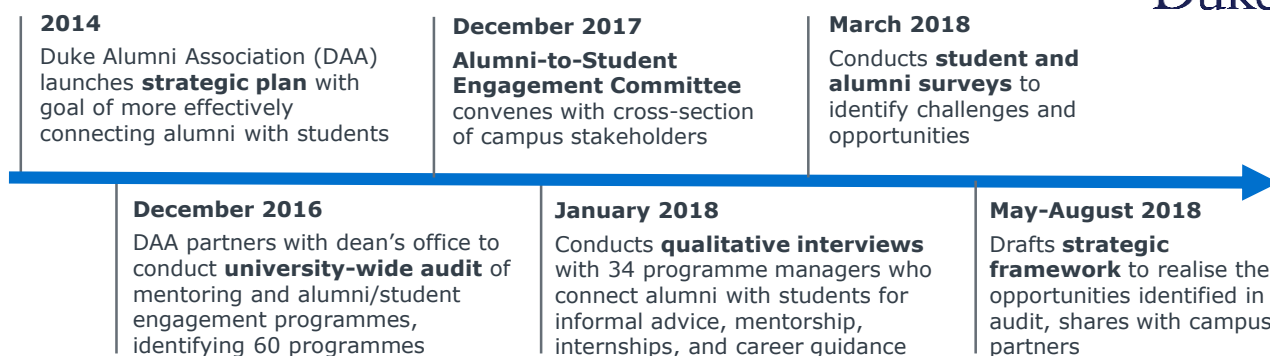 Duke
2014
Duke Alumni Association (DAA)
launches strategic plan with
goal of more effectively
connecting alumni with students
December 2017
Alumni-to-Student
Engagement Committee
convenes with cross-section
of campus stakeholders
March 2018
Conducts student and
alumni surveys to
identify challenges and
opportunities
December 2016
DAA partners with dean’s office to
conduct university-wide audit of
mentoring and alumni/student
engagement programmes,
identifying 60 programmes
January 2018
Conducts qualitative interviews
with 34 programme managers who
connect alumni with students for
informal advice, mentorship,
internships, and career guidance
May-August 2018
Drafts strategic
framework to realise the
opportunities identified in
audit, shares with campus
partners